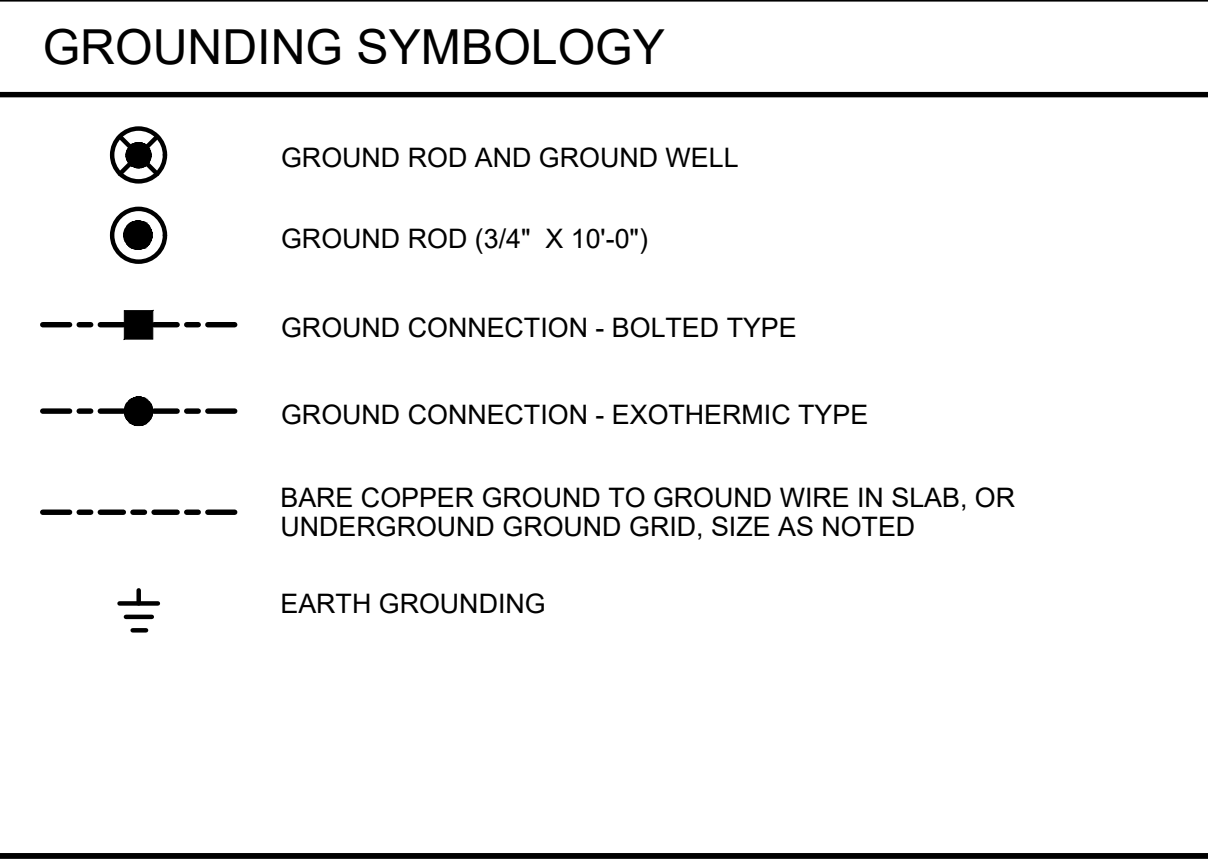 GROUNDING SYMBOLOGY
GROUND ROD AND GROUND WELL
GROUND ROD (3/4" X 10'-0")
GROUND CONNECTION - BOLTED TYPE
GROUND CONNECTION - EXOTHERMIC TYPE
BARE COPPER GROUND TO GROUND WIRE IN SLAB, OR
UNDERGROUND GROUND GRID, SIZE AS NOTED
EARTH GROUNDING